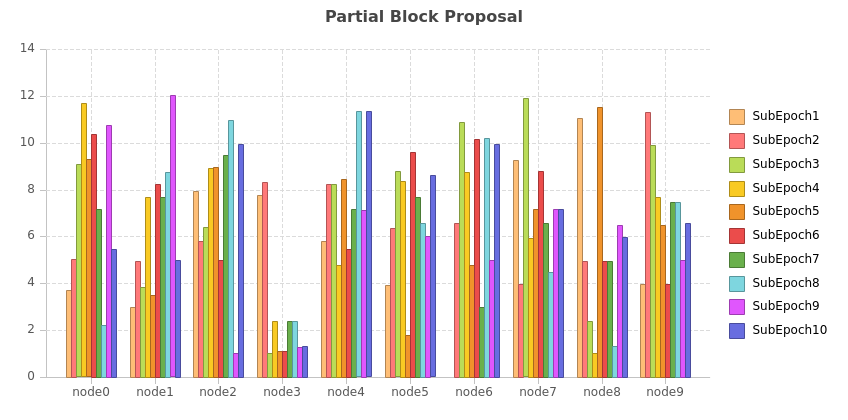 Partial Block Proposal
14
12
10
8
6
4
2
0
node0 node1 node2 node3 node4 node5 node6 node7 node8 node9
SubEpoch1
SubEpoch2
SubEpoch3
SubEpoch4
SubEpoch5
SubEpoch6
SubEpoch7
SubEpoch8
SubEpoch9
SubEpoch10